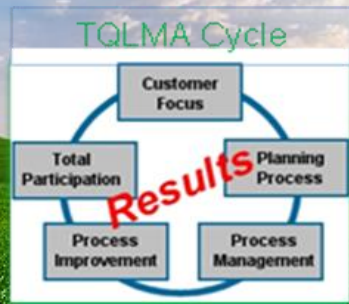 TQLMA Cycle
Customer
Focus
Total
Participation
Results
Planning
Process
Process
Improvement
Process
Management